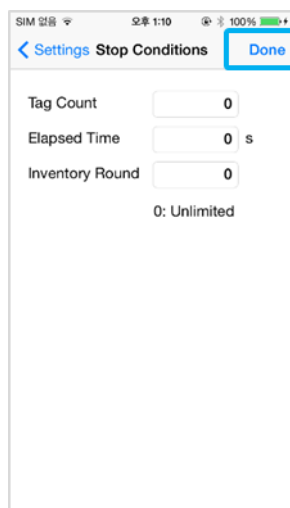 SIM 없음 오후 1:10 100%
Settings Stop Conditions Done
Tag Count 0
Elapsed Time 0 s
Inventory Round 0
0: Unlimited